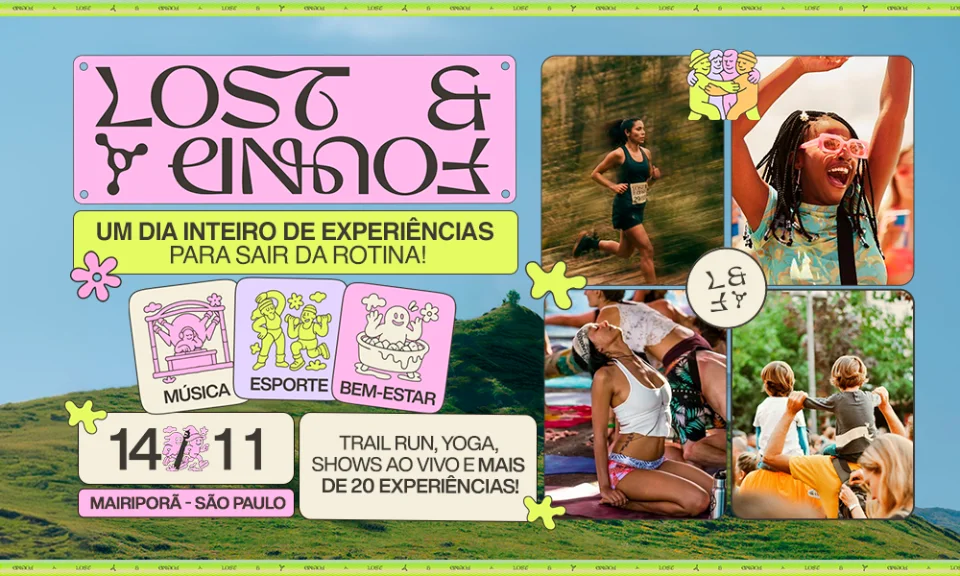 LOST &
FOUND
UM DIA INTEIRO DE EXPERIÊNCIAS
PARA SAIR DA ROTINA!
MÚSICA
ESPORTE
BEM-ESTAR
14/11
MAIRIPORÃ - SÃO PAULO
TRAIL RUN, YOGA,
SHOWS AO VIVO E MAIS
DE 20 EXPERIÊNCIAS!
L&
F